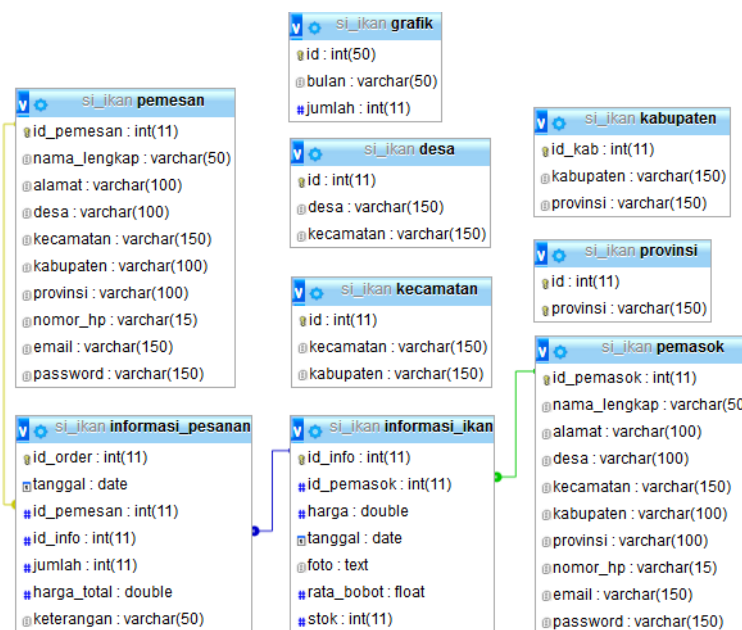 si_ikan grafik
id : int(50)
bulan : varchar(50)
jumlah : int(11)
si_ikan pemesan
id_pemesan : int(11)
nama_lengkap : varchar(50)
alamat : varchar(100)
desa : varchar(100)
kecamatan : varchar(150)
kabupaten : varchar(100)
provinsi : varchar(100)
nomor_hp : varchar(15)
email : varchar(150)
password : varchar(150)
si_ikan desa
id : int(11)
desa : varchar(150)
kecamatan : varchar(150)
si_ikan kabupaten
id_kab : int(11)
kabupaten : varchar(150)
provinsi : varchar(150)
si_ikan kecamatan
id : int(11)
kecamatan : varchar(150)
kabupaten : varchar(150)
si_ikan provinsi
id : int(11)
provinsi : varchar(150)
si_ikan informasi_pesanan
id_order : int(11)
tanggal : date
id_pemesan : int(11)
id_info : int(11)
jumlah : int(11)
harga_total : double
keterangan : varchar(50)
si_ikan informasi_ikan
id_info : int(11)
id_pemasok : int(11)
harga : double
tanggal : date
foto : text
rata_bobot : float
stok : int(11)
si_ikan pemasok
id_pemasok : int(11)
nama_lengkap : varchar(50
alamat : varchar(100)
desa : varchar(100)
kecamatan : varchar(150)
kabupaten : varchar(100)
provinsi : varchar(100)
nomor_hp : varchar(15)
email : varchar(150)
password : varchar(150)